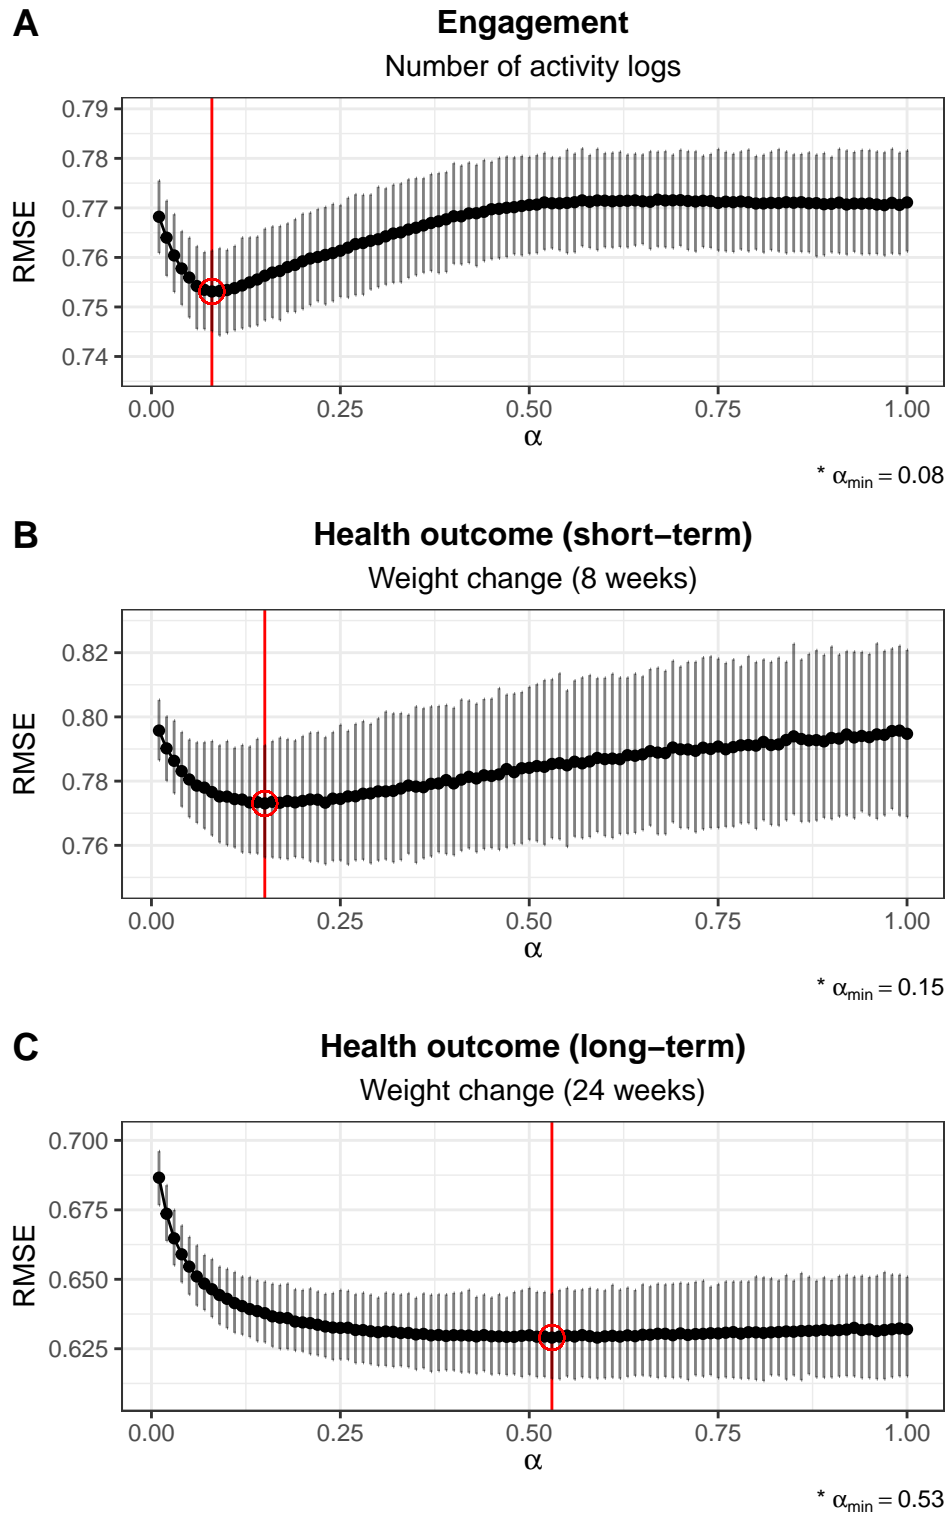 A
Engagement
Number of activity logs
RMSE
0.79
0.78
0.77
0.76
0.75
0.74
0.00 0.25 0.50 0.75 1.00
α
* αmin = 0.08
B
Health outcome (short−term)
Weight change (8 weeks)
RMSE
0.82
0.80
0.78
0.76
0.00 0.25 0.50 0.75 1.00
α
* αmin = 0.15
C
Health outcome (long−term)
Weight change (24 weeks)
RMSE
0.700
0.675
0.650
0.625
0.00 0.25 0.50 0.75 1.00
α
* αmin = 0.53